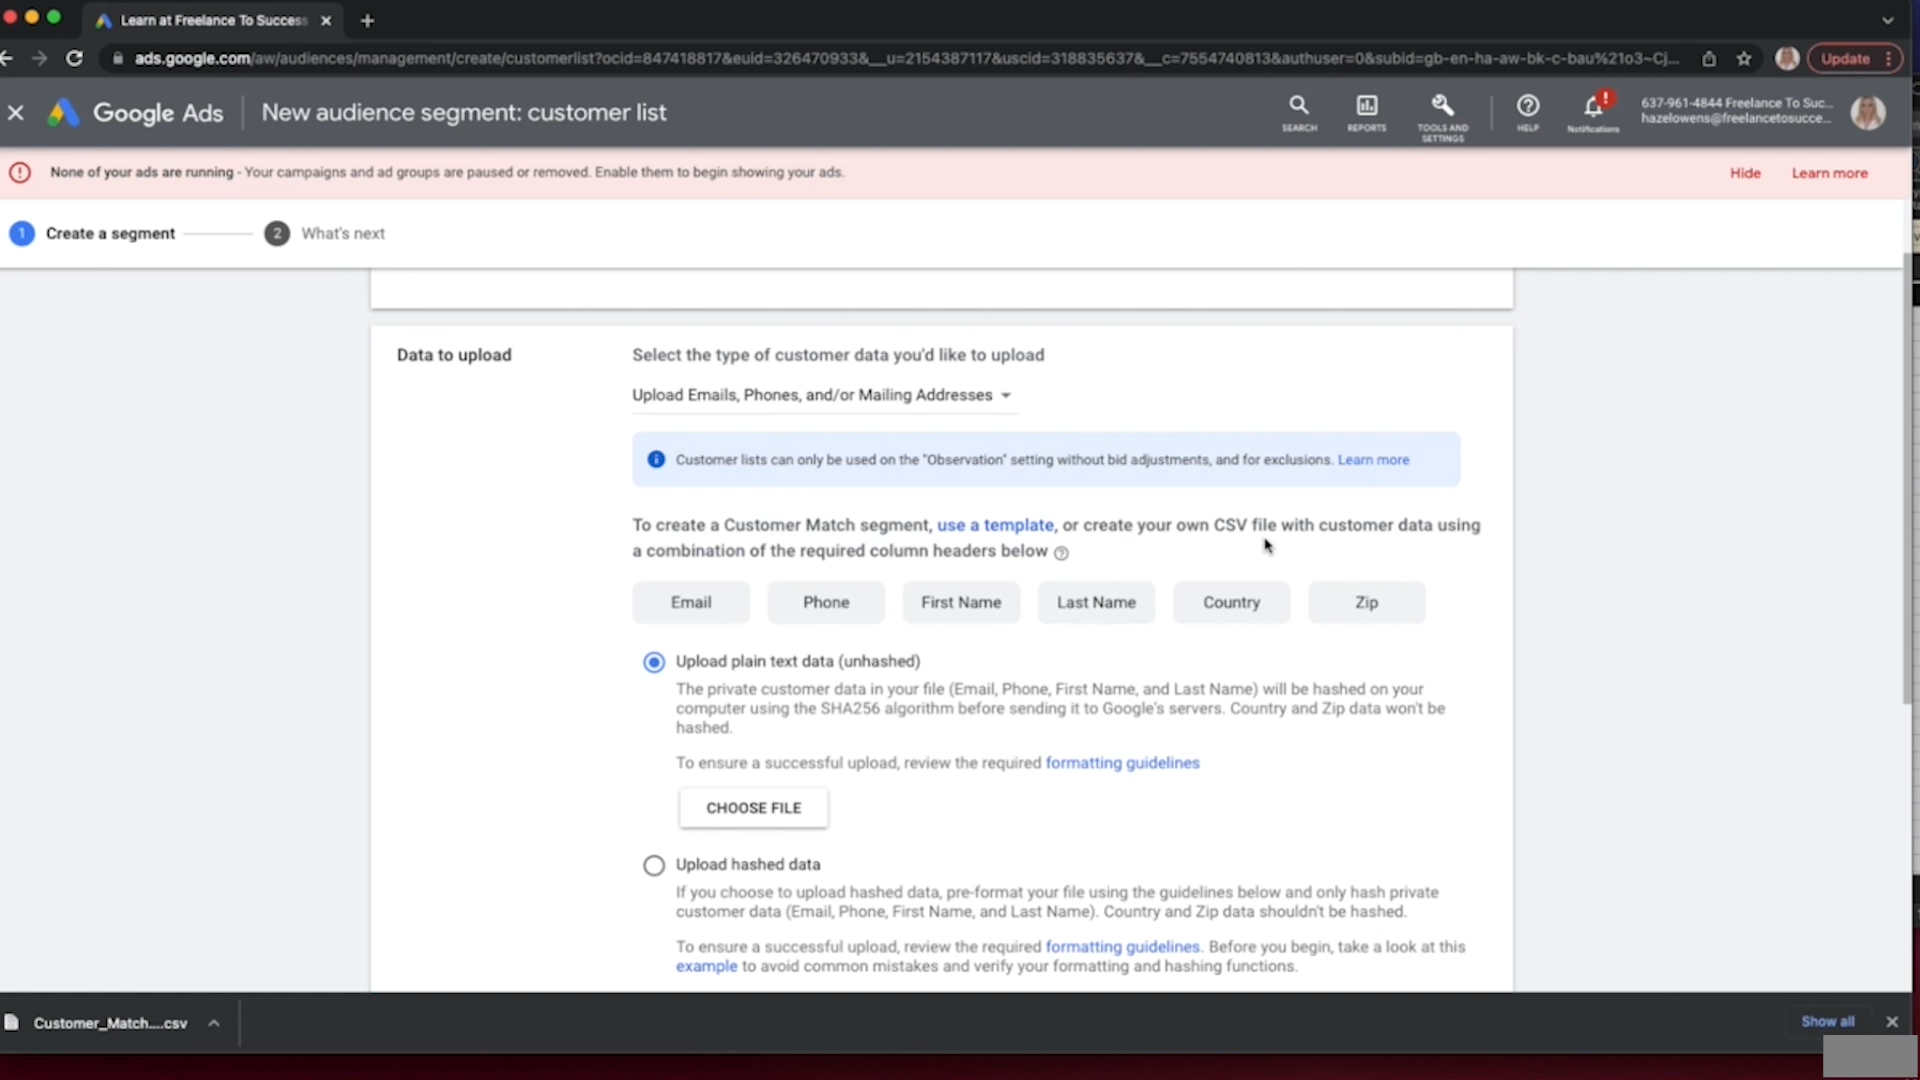 Learn at Freelance To Success
ads.google.com/aw/audiences/management/create/customerlist?ocid=847418817&euid=326470933&__u=2154387117&uscid=318835637&__c=7554740813&authuser=0&subid=gb-en-ha-aw-bk-c-bau%21o3~Cj...
Update
Google Ads
New audience segment: customer list
SEARCH
REPORTS
TOOLS AND SETTINGS
HELP
Notifications
637-961-4844 Freelance To Suc...
hazelowens@freelancetosucce...
None of your ads are running - Your campaigns and ad groups are paused or removed. Enable them to begin showing your ads.
Hide
Learn more
1 Create a segment
2 What's next
Data to upload
Select the type of customer data you'd like to upload
Upload Emails, Phones, and/or Mailing Addresses
Customer lists can only be used on the "Observation" setting without bid adjustments, and for exclusions. Learn more
To create a Customer Match segment, use a template, or create your own CSV file with customer data using
a combination of the required column headers below
Email
Phone
First Name
Last Name
Country
Zip
Upload plain text data (unhashed)
The private customer data in your file (Email, Phone, First Name, and Last Name) will be hashed on your
computer using the SHA256 algorithm before sending it to Google's servers. Country and Zip data won't be
hashed.
To ensure a successful upload, review the required formatting guidelines
CHOOSE FILE
Upload hashed data
If you choose to upload hashed data, pre-format your file using the guidelines below and only hash private
customer data (Email, Phone, First Name, and Last Name). Country and Zip data shouldn't be hashed.
To ensure a successful upload, review the required formatting guidelines. Before you begin, take a look at this
example to avoid common mistakes and verify your formatting and hashing functions.
Customer_Match....csv
Show all